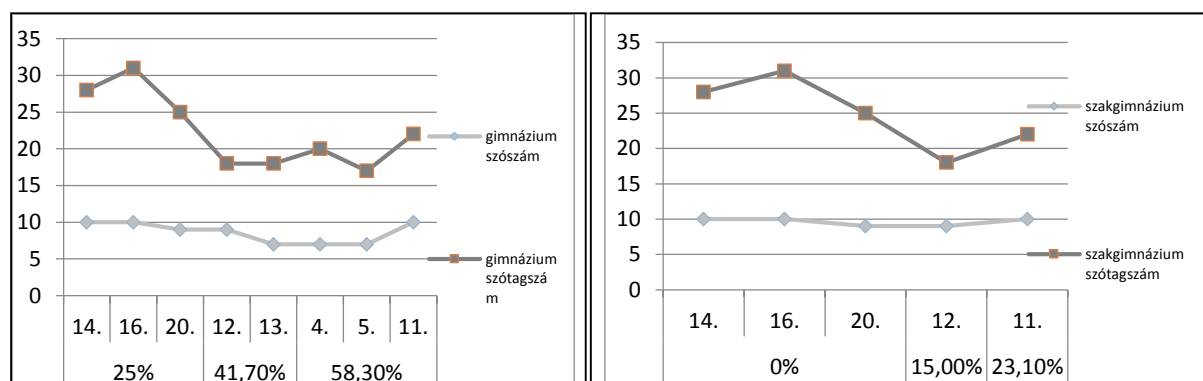 35
30
25
20
15
10
5
0
14. 16. 20. 12. 13. 4. 5. 11.
25% 41,70% 58,30%
gimnázium
szószám
gimnázium
szótagszá
m
35
30
25
20
15
10
5
0
14. 16. 20. 12. 11.
0% 15,00% 23,10%
szakgimnázium
szószám
szakgimnázium
szótagszám